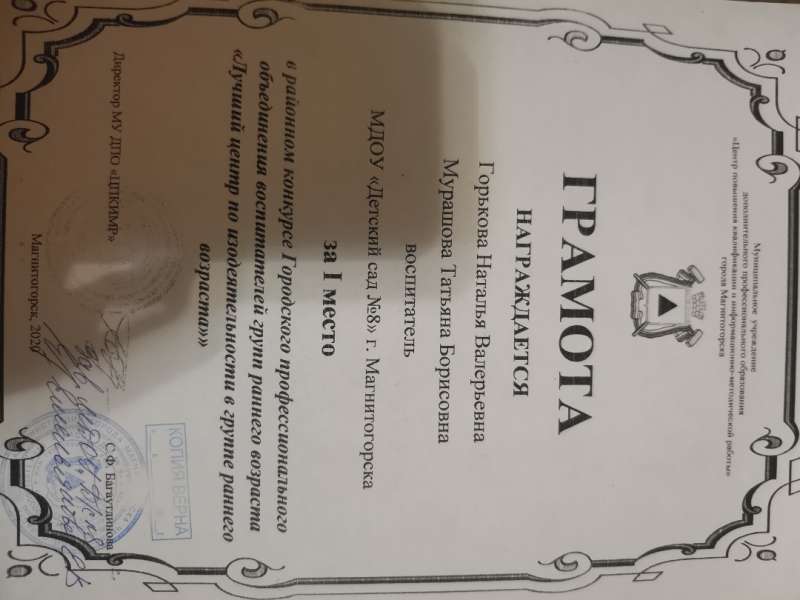 Муниципальное учреждение
дополнительного профессионального образования
«Центр повышения квалификации и информационно-методической работы»
города Магнитогорска
ГРАМОТА
НАГРАЖДАЕТСЯ
Горькова Наталья Валерьевна
Мурашова Татьяна Борисовна
воспитатель
МДОУ «Детский сад №8» г. Магнитогорска
за I место
в районном конкурсе Городского профессионального
объединения воспитателей групп раннего возраста
«Лучший центр по изодеятельности в группе раннего
возраста»»
Директор МУ ДПО «ЦПКИМР»
С.Ф. Багаутдинова
КОПИЯ ВЕРНА
Магнитогорск, 2020